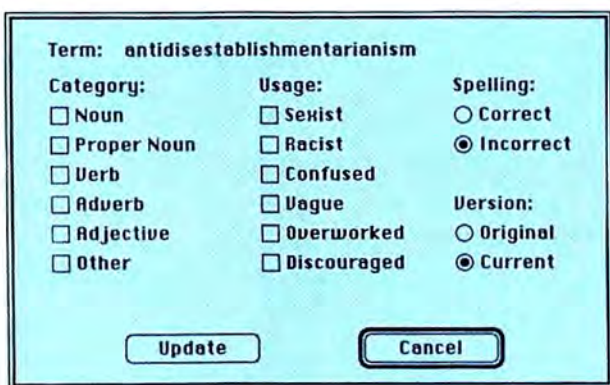 Term: antidisestablishmentarianism
Category: Usage: Spelling:
Noun Sexist Correct
Proper Noun Racist Incorrect
Verb Confused
Adverb Vague Version:
Adjective Overworked Original
Other Discouraged Current
Update Cancel